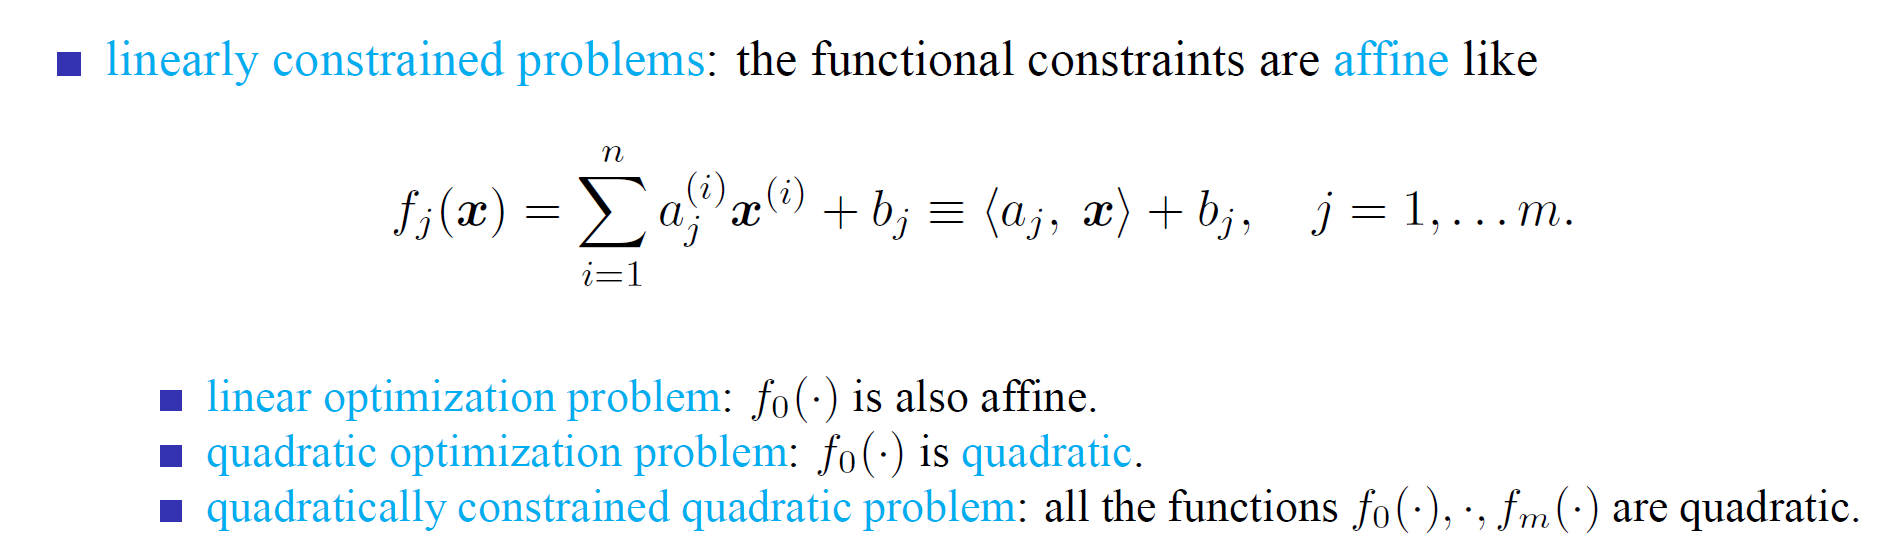 linearly constrained problems: the functional constraints are affine like
$f_j(\boldsymbol{x}) = \sum_{i=1}^{n} a_j^{(i)} \boldsymbol{x}^{(i)} + b_j \equiv \langle a_j, \boldsymbol{x} \rangle + b_j, \quad j = 1, \ldots m.$
linear optimization problem: $f_0(\cdot)$ is also affine.
quadratic optimization problem: $f_0(\cdot)$ is quadratic.
quadratically constrained quadratic problem: all the functions $f_0(\cdot), \cdot, f_m(\cdot)$ are quadratic.